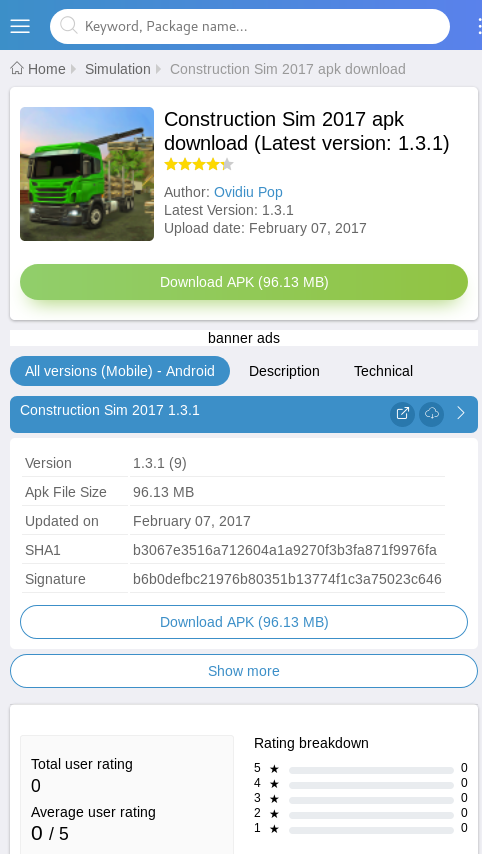 Keyword, Package name...
Home Simulation Construction Sim 2017 apk download
Construction Sim 2017 apk
download (Latest version: 1.3.1)
Author: Ovidiu Pop
Latest Version: 1.3.1
Upload date: February 07, 2017
Download APK (96.13 MB)
banner ads
All versions (Mobile) - Android Description Technical
Construction Sim 2017 1.3.1
Version 1.3.1 (9)
Apk File Size 96.13 MB
Updated on February 07, 2017
SHA1 b3067e3516a712604a1a9270f3b3fa871f9976fa
Signature b6b0defbc21976b80351b13774f1c3a75023c646
Download APK (96.13 MB)
Show more
Total user rating
0
Average user rating
0 / 5
Rating breakdown
5 ★ 0
4 ★ 0
3 ★ 0
2 ★ 0
1 ★ 0